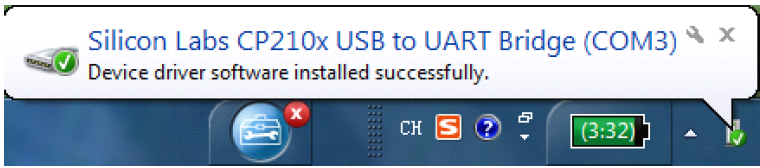 Silicon Labs CP210x USB to UART Bridge (COM3)
Device driver software installed successfully.
CH S ? (3:32)